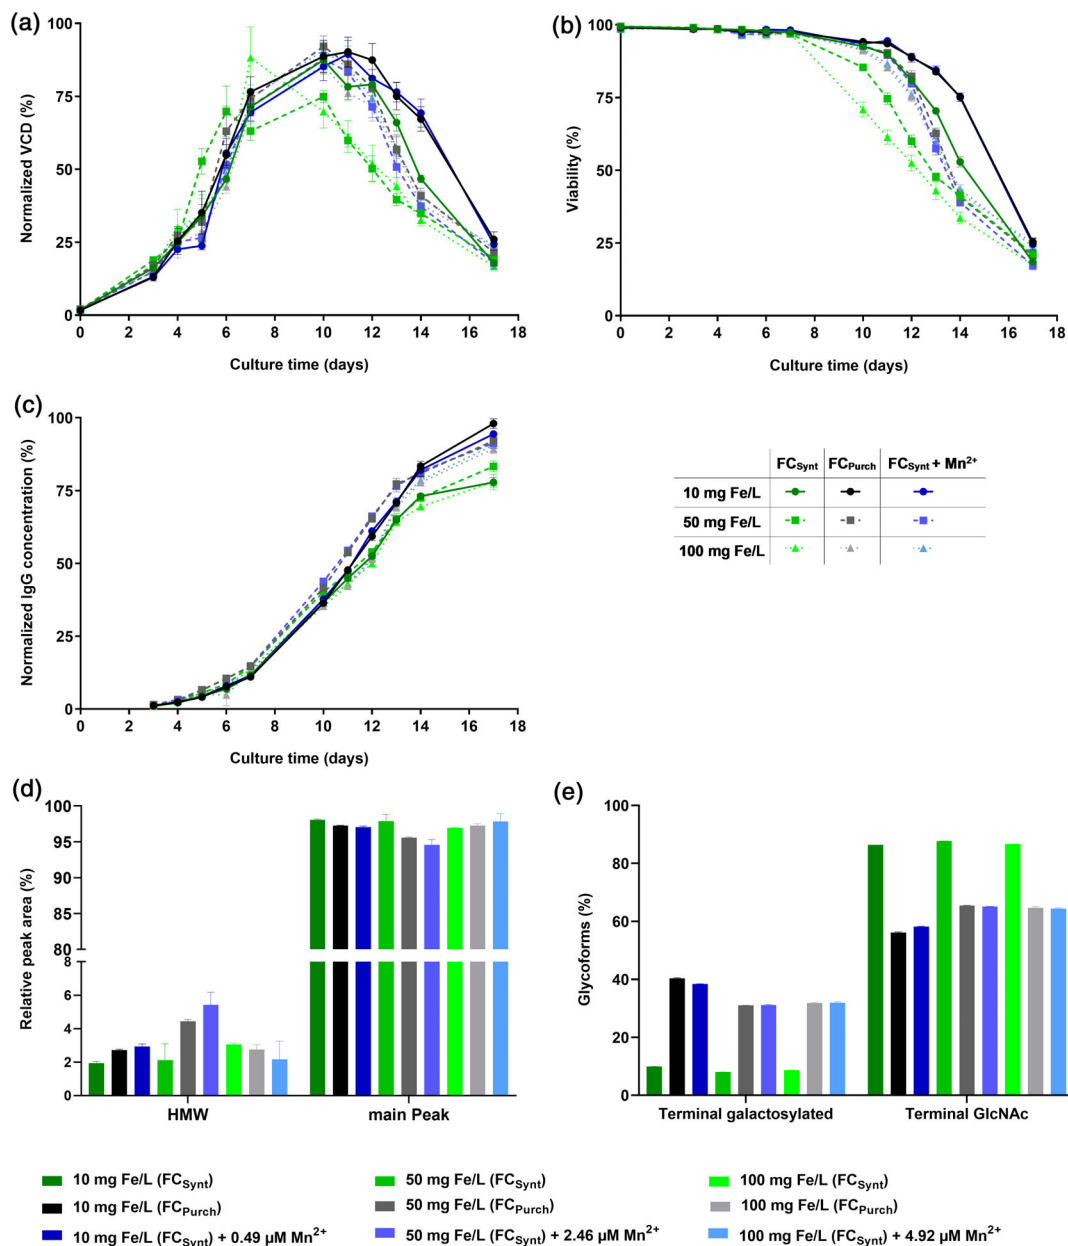 (a)
Normalized VCD (%)
100
75
50
25
0
0 2 4 6 8 10 12 14 16 18
Culture time (days)
(b)
Viability (%)
100
75
50
25
0
0 2 4 6 8 10 12 14 16 18
Culture time (days)
(c)
Normalized IgG concentration (%)
100
75
50
25
0
0 2 4 6 8 10 12 14 16 18
Culture time (days)
FCSynt FCPurch FCSynt + Mn²⁺
10 mg Fe/L
50 mg Fe/L
100 mg Fe/L
(d)
Relative peak area (%)
100
95
90
85
80
8
6
4
2
0
HMW main Peak
(e)
Glycoforms (%)
100
80
60
40
20
0
Terminal galactosylated Terminal GlcNAc
10 mg Fe/L (FCSynt) 50 mg Fe/L (FCSynt) 100 mg Fe/L (FCSynt)
10 mg Fe/L (FCPurch) 50 mg Fe/L (FCPurch) 100 mg Fe/L (FCPurch)
10 mg Fe/L (FCSynt) + 0.49 µM Mn²⁺ 50 mg Fe/L (FCSynt) + 2.46 µM Mn²⁺ 100 mg Fe/L (FCSynt) + 4.92 µM Mn²⁺